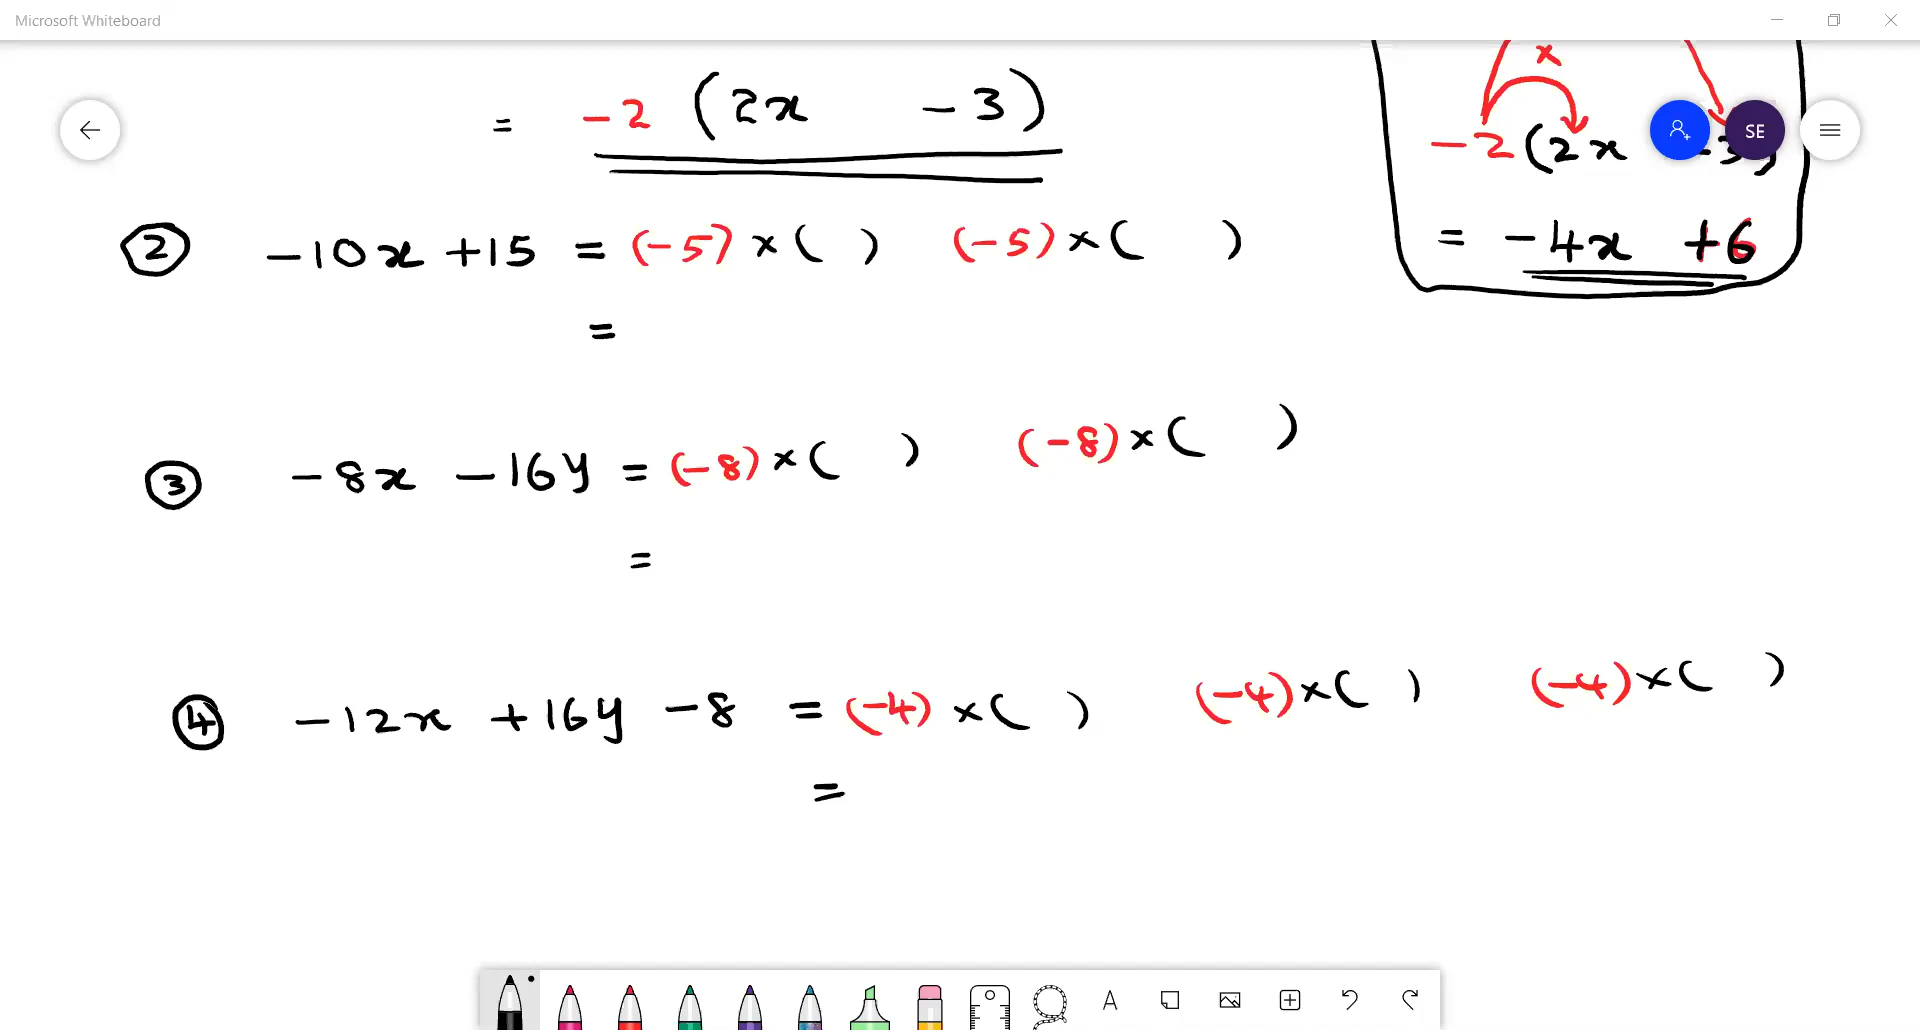 Microsoft Whiteboard
= -2 (2x -3)
x
-2 (2x -3)
SE
= -4x +6
② -10x +15 = (-5) × ( ) (-5) × ( )
=
③ -8x -16y = (-8) × ( ) (-8) × ( )
=
④ -12x +16y -8 = (-4) × ( ) (-4) × ( ) (-4) × ( )
=
A